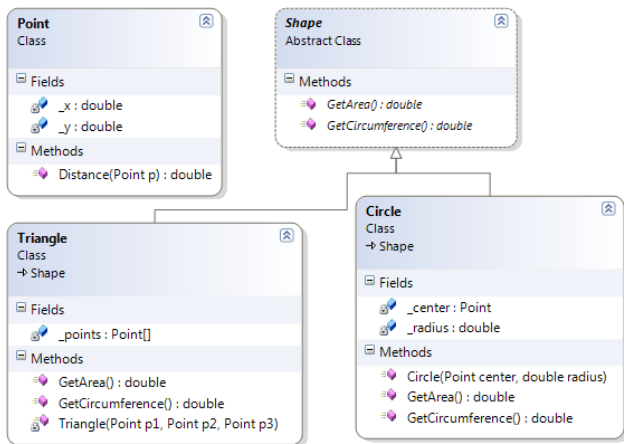 Point
Class
Fields
_x : double
_y : double
Methods
Distance(Point p) : double
Shape
Abstract Class
Methods
GetArea() : double
GetCircumference() : double
Triangle
Class
Shape
Fields
_points : Point[]
Methods
GetArea() : double
GetCircumference() : double
Triangle(Point p1, Point p2, Point p3)
Circle
Class
Shape
Fields
_center : Point
_radius : double
Methods
Circle(Point center, double radius)
GetArea() : double
GetCircumference() : double